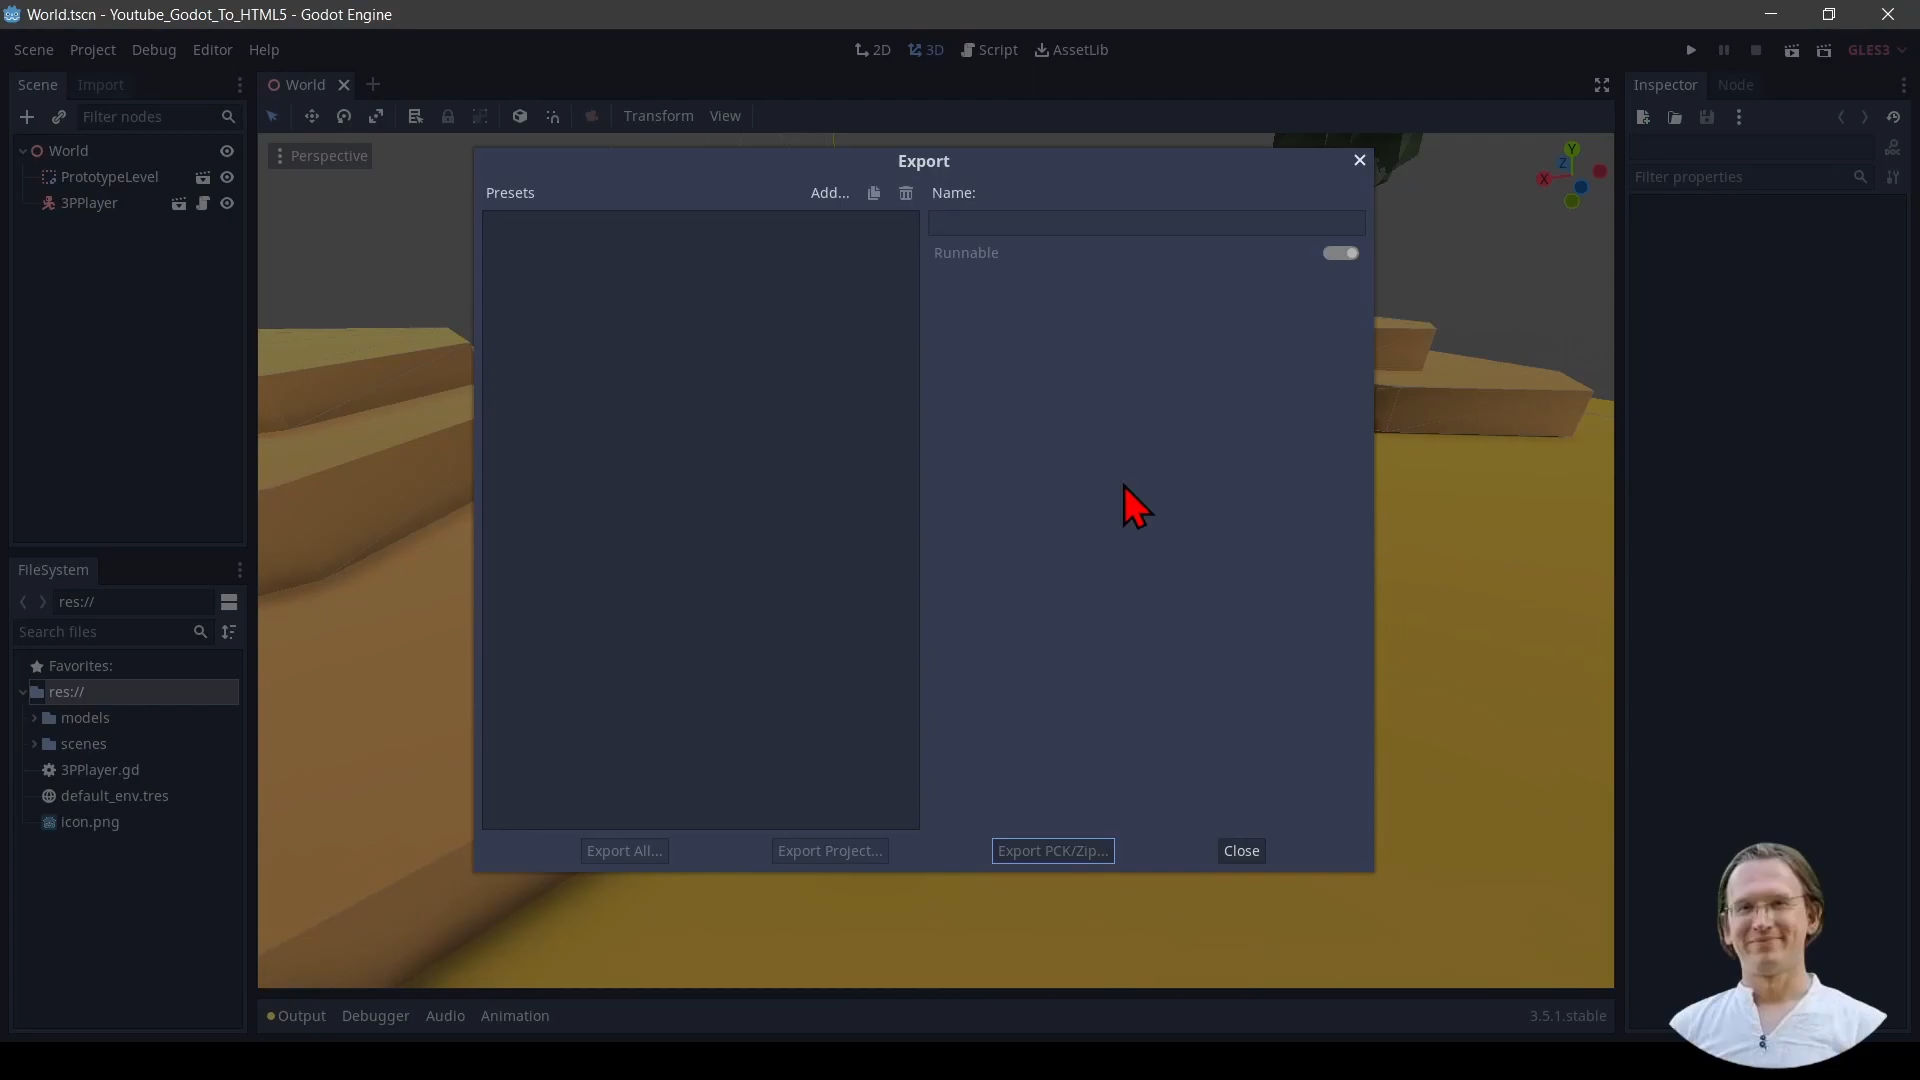 World.tscn - Youtube_Godot_To_HTML5 - Godot Engine
Scene Project Debug Editor Help
2D 3D Script AssetLib
GLES3
Scene Import
World
Inspector Node
Filter nodes
Transform View
World
PrototypeLevel
3PPlayer
Perspective
Y
Z
X
Filter properties
Export
Presets
Add...
Name:
Runnable
Export All...
Export Project...
Export PCK/Zip...
Close
FileSystem
res://
Search files
Favorites:
res://
models
scenes
3PPlayer.gd
default_env.tres
icon.png
Output Debugger Audio Animation
3.5.1.stable